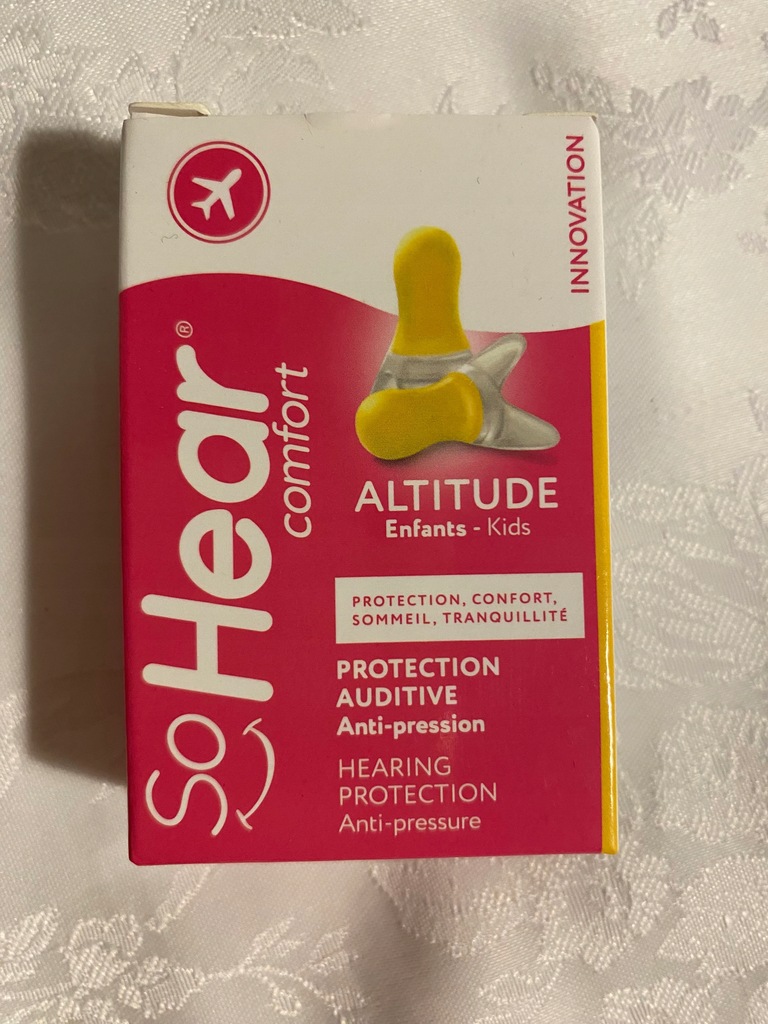 INNOVATION
SoHear®
comfort
ALTITUDE
Enfants - Kids
PROTECTION, CONFORT,
SOMMEIL, TRANQUILLITÉ
PROTECTION
AUDITIVE
Anti-pression
HEARING
PROTECTION
Anti-pressure